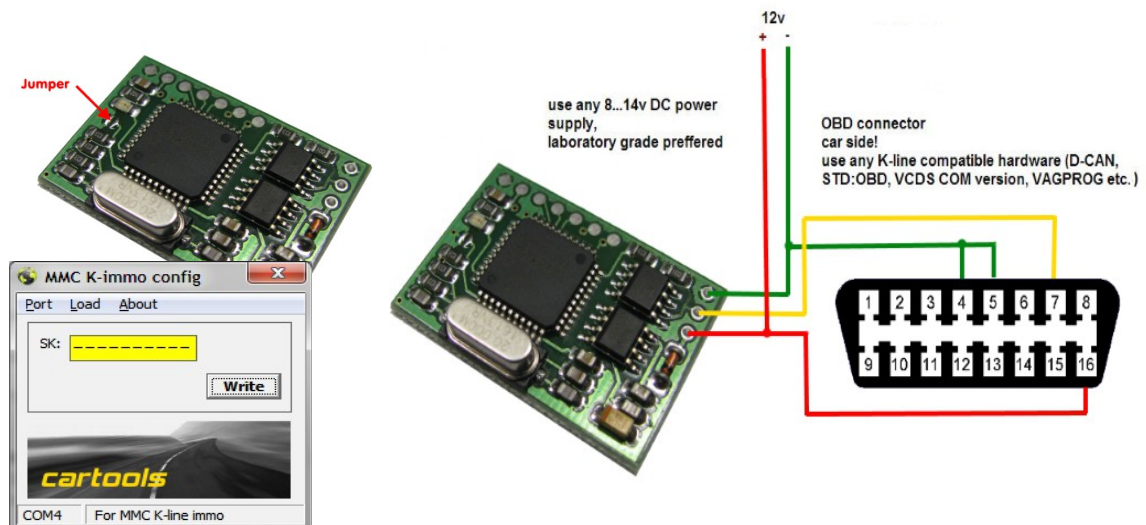 Jumper
12v
+ -
use any 8...14v DC power
supply,
laboratory grade preffered
OBD connector
car side!
use any K-line compatible hardware (D-CAN,
STD:OBD, VCDS COM version, VAGPROG etc. )
1 2 3 4 5 6 7 8
9 10 11 12 13 14 15 16
MMC K-immo config
Port Load About
SK: ----------
Write
cartools
COM4 For MMC K-line immo